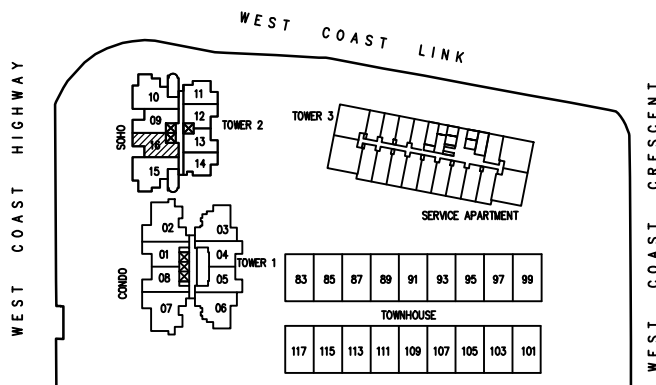 WEST COAST LINK
WEST COAST HIGHWAY
WEST COAST CRESCENT
10
11
09
12
TOWER 2
SOHO
16
13
15
14
TOWER 3
SERVICE APARTMENT
02
03
01
04
TOWER 1
CONDO
08
05
07
06
83 85 87 89 91 93 95 97 99
TOWNHOUSE
117 115 113 111 109 107 105 103 101